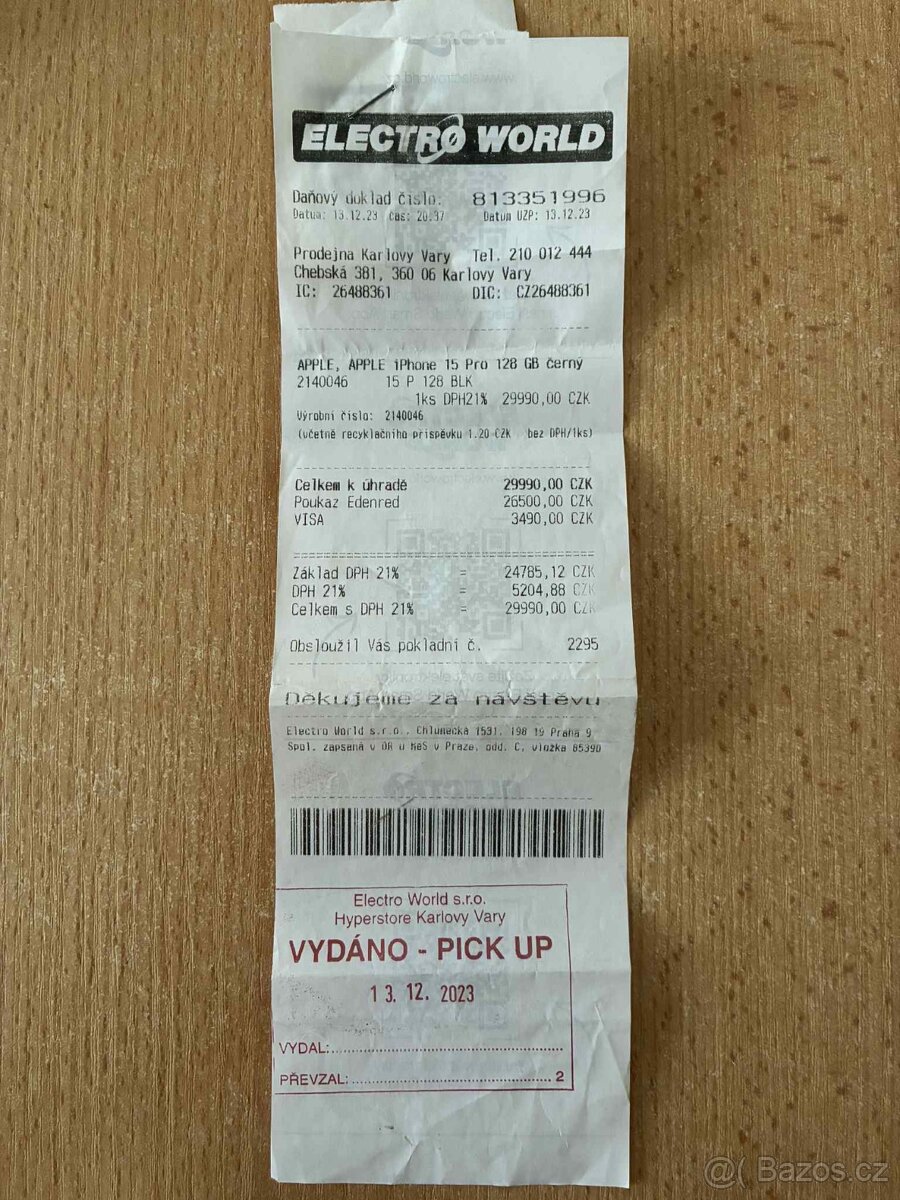 ELECTRO WORLD
Daňový doklad číslo: 813351996
Datum: 13.12.23 čas: 20:37 Datum UZP: 13.12.23
Prodejna Karlovy Vary Tel. 210 012 444
Chebská 381, 360 06 Karlovy Vary
IC: 26488361 DIC: CZ26488361
APPLE, APPLE iPhone 15 Pro 128 GB černý
2140046 15 P 128 BLK
1ks DPH21% 29990,00 CZK
Výrobní číslo: 2140046
(včetně recyklačního příspěvku 1.20 CZK bez DPH/1ks)
Celkem k úhradě 29990,00 CZK
Poukaz Edenred 26500,00 CZK
VISA 3490,00 CZK
Základ DPH 21% = 24785,12 CZK
DPH 21% = 5204,88 CZK
Celkem s DPH 21% = 29990,00 CZK
Obsloužil Vás pokladní č. 2295
Děkujeme za návštěvu
Electro World s.r.o., Chlumecká 1531, 198 19 Praha 9
Spol. zapsaná v OR u MěS v Praze, odd. C, vložka 85390
Electro World s.r.o.
Hyperstore Karlovy Vary
VYDÁNO - PICK UP
13. 12. 2023
VYDAL:
PŘEVZAL: 2
@( Bazos.cz